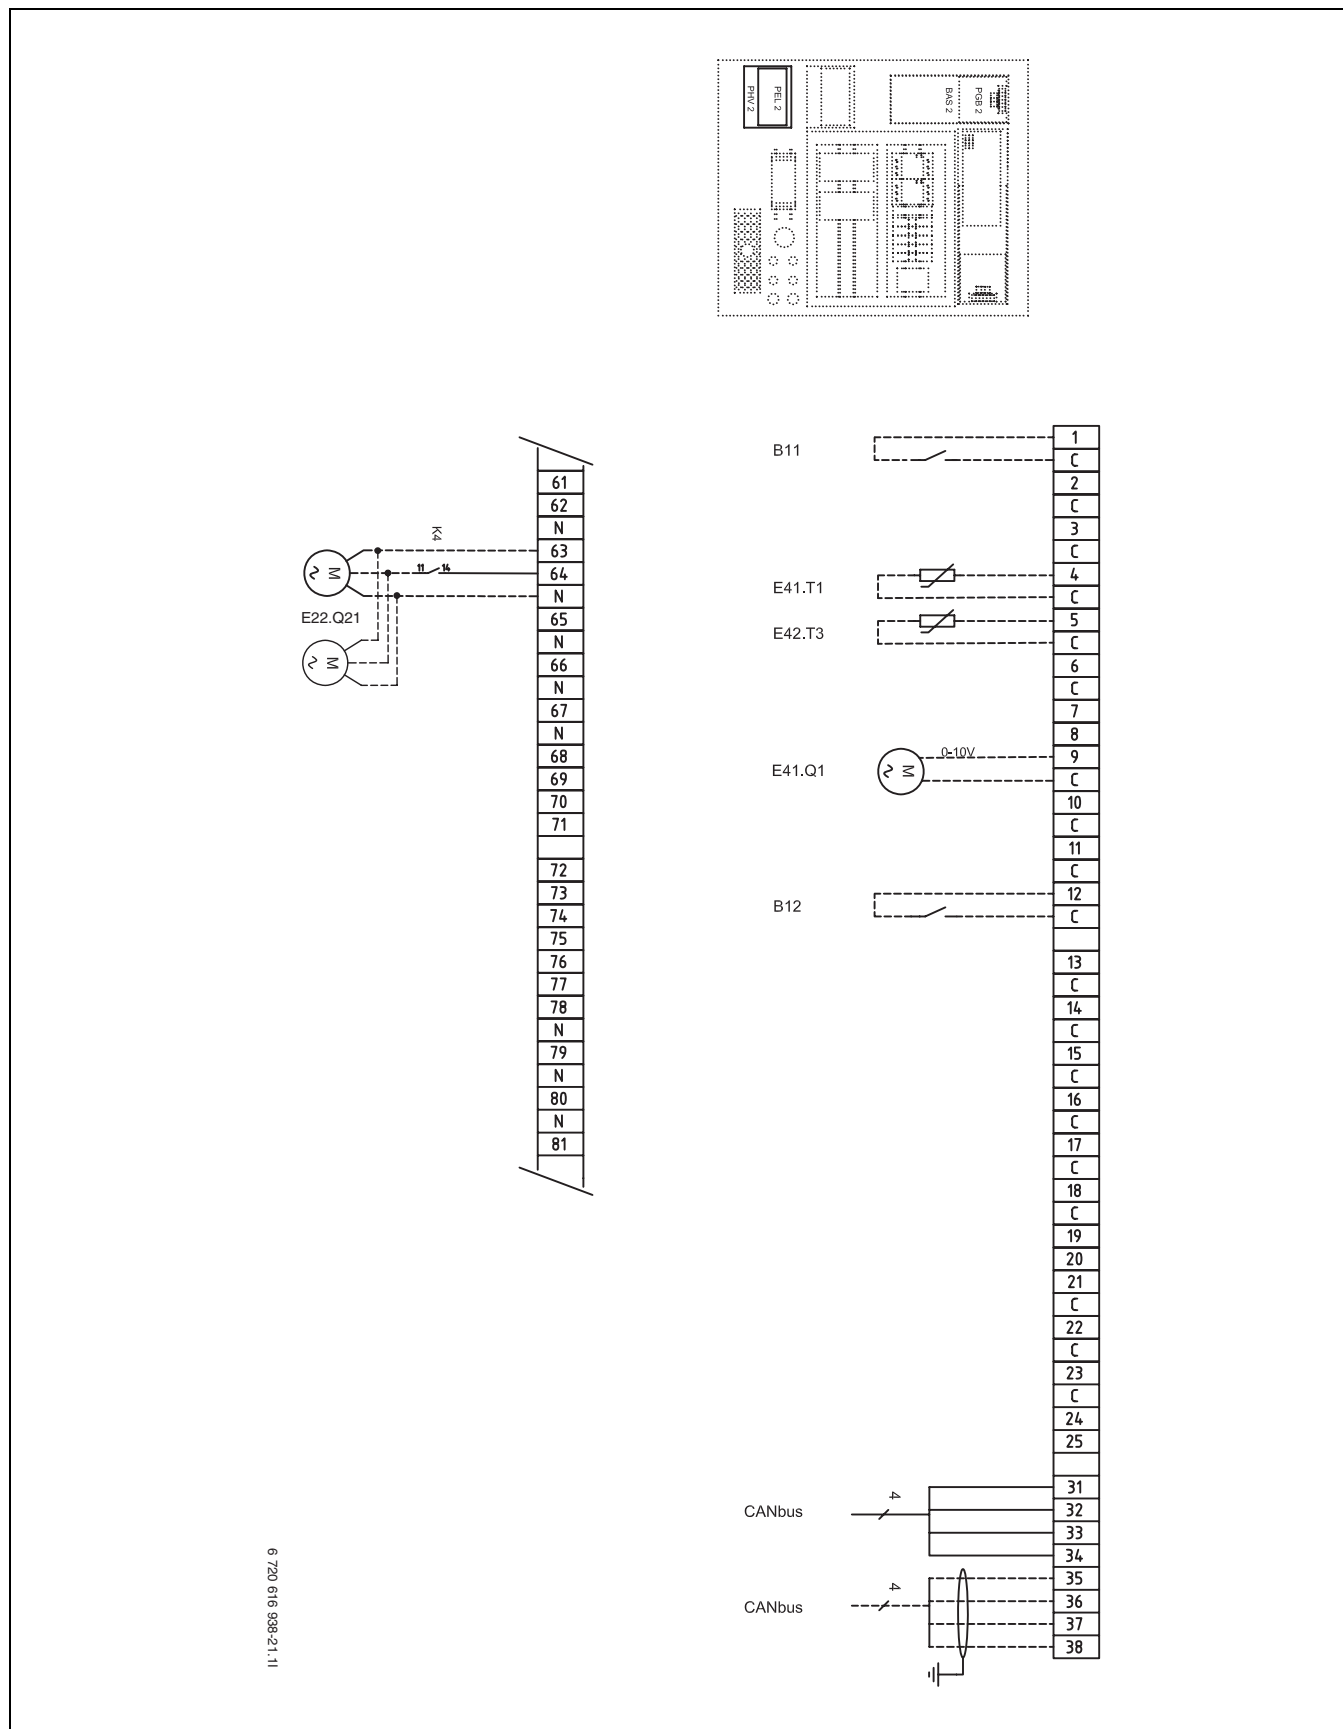 PHV 2
PEL 2
BAS 2
PGB 2
B11
E41.T1
E42.T3
E41.Q1
0-10V
B12
CANbus
4
CANbus
4
1
C
2
C
3
C
4
C
5
C
6
C
7
8
9
C
10
C
11
C
12
C
13
C
14
C
15
C
16
C
17
C
18
C
19
20
21
C
22
C
23
C
24
25
31
32
33
34
35
36
37
38
K4
11 14
M
E22.Q21
M
M
61
62
N
63
64
N
65
N
66
N
67
N
68
69
70
71
72
73
74
75
76
77
78
N
79
N
80
N
81
6 720 616 938-21.1I